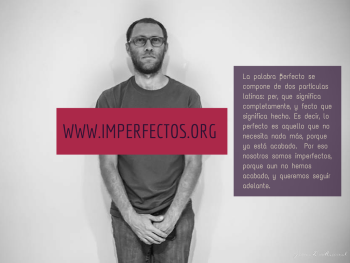 WWW.IMPERFECTOS.ORG
La palabra Perfecto se
compone de dos partículas
latinas: per, que significa
completamente, y fecto que
significa hecho. Es decir, lo
perfecto es aquello que no
necesita nada más, porque
ya está acabado. Por eso
nosotros somos imperfectos,
porque aun no hemos
acabado, y queremos seguir
adelante.